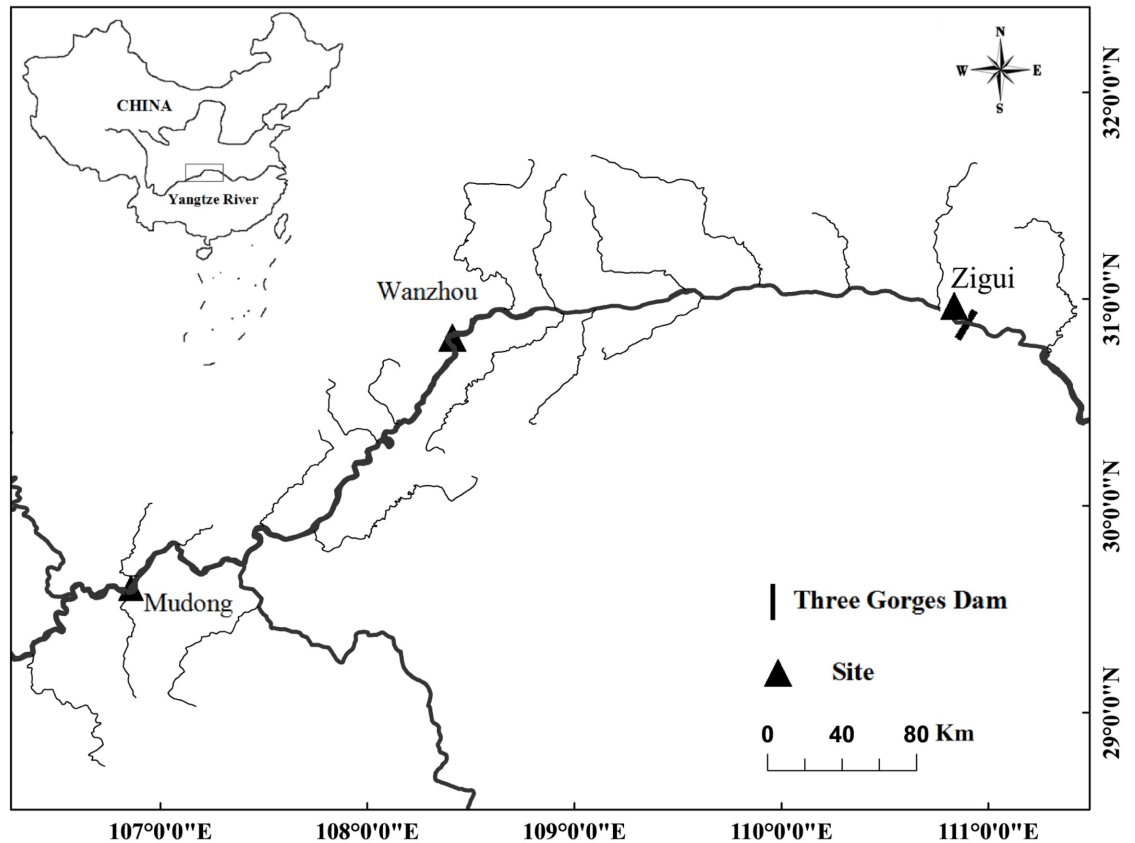 CHINA
Yangtze River
N
W E
S
Wanzhou
Zigui
Mudong
Three Gorges Dam
Site
0 40 80 Km
32°0'0"N
31°0'0"N
30°0'0"N
29°0'0"N
107°0'0"E 108°0'0"E 109°0'0"E 110°0'0"E 111°0'0"E